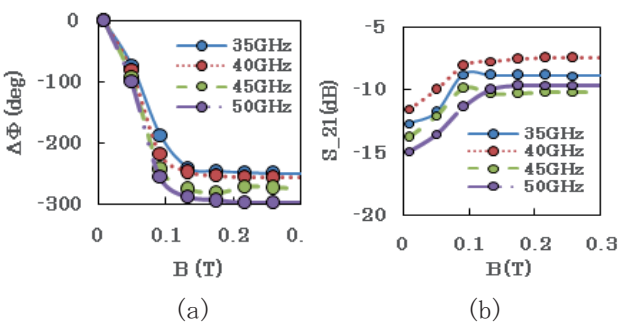 0
-100
-200
-300
ΔΦ (deg)
35GHz
40GHz
45GHz
50GHz
0
0.1
0.2
0.
B (T)
(a)
-5
-10
-15
-20
S_21(dB)
35GHz
40GHz
45GHz
50GHz
0
0.1
0.2
0.3
B(T)
(b)